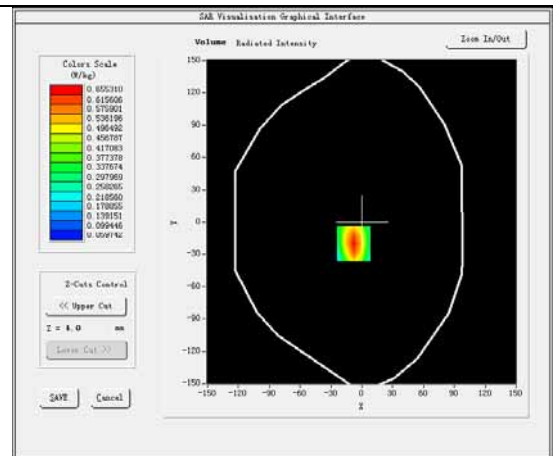 SAR Visualisation Graphical Interface
Volume Radiated Intensity
Zoom In/Out
Colors Scale
(W/kg)
0.655310
0.615606
0.575901
0.536196
0.496492
0.456787
0.417083
0.377378
0.337674
0.297969
0.258265
0.218560
0.178855
0.139151
0.099446
0.059742
Z-Cuts Control
<< Upper Cut
Z = 4.0 mm
Lower Cut >>
SAVE Cancel
150
120
90
60
30
0
-30
-60
-90
-120
-150
Y
-150 -120 -90 -60 -30 0 30 60 90 120 150
X